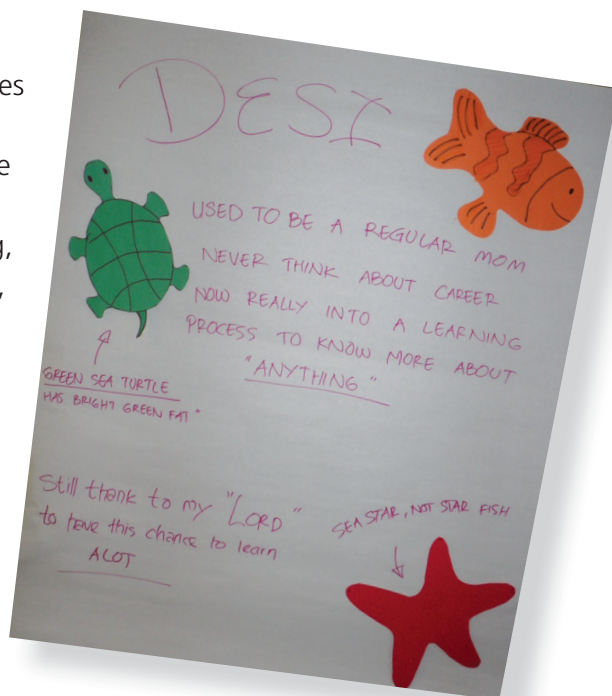 es
e
g,
,
DESI
USED TO BE A REGULAR MOM
NEVER THINK ABOUT CAREER
NOW REALLY INTO A LEARNING
PROCESS TO KNOW MORE ABOUT
"ANYTHING"
GREEN SEA TURTLE
HAS BRIGHT GREEN FAT"
Still thank to my "LORD"
to have this chance to learn
ALOT
SEA STAR, NOT STAR FISH